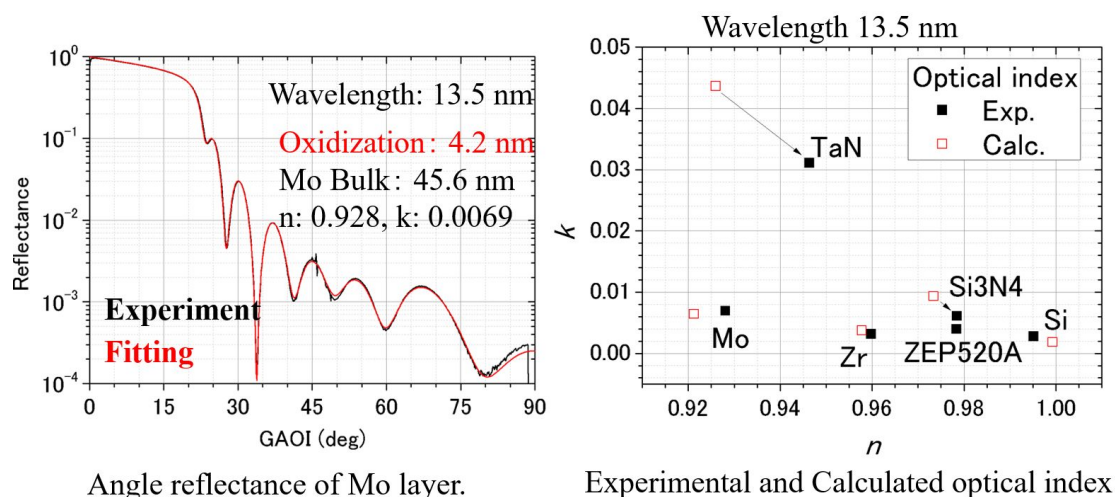 10^0
10^-1
10^-2
10^-3
10^-4
Reflectance
Wavelength: 13.5 nm
Oxidization: 4.2 nm
Mo Bulk: 45.6 nm
n: 0.928, k: 0.0069
Experiment
Fitting
0 15 30 45 60 75 90
GAOI (deg)
Angle reflectance of Mo layer.
Wavelength 13.5 nm
0.05
0.04
0.03
0.02
0.01
0.00
k
Optical index
Exp.
Calc.
TaN
Si3N4
Si
Mo
Zr
ZEP520A
0.92 0.94 0.96 0.98 1.00
n
Experimental and Calculated optical index